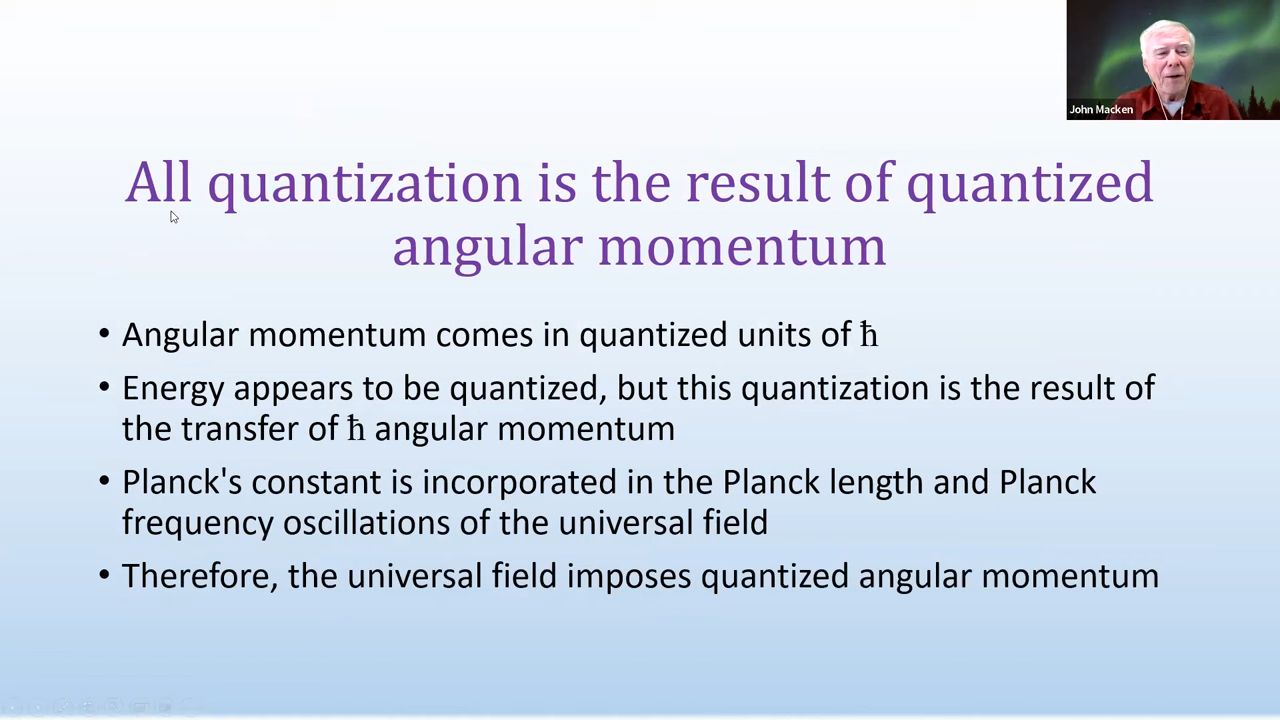 John Macken
All quantization is the result of quantized
angular momentum
• Angular momentum comes in quantized units of ħ
• Energy appears to be quantized, but this quantization is the result of
the transfer of ħ angular momentum
• Planck's constant is incorporated in the Planck length and Planck
frequency oscillations of the universal field
• Therefore, the universal field imposes quantized angular momentum